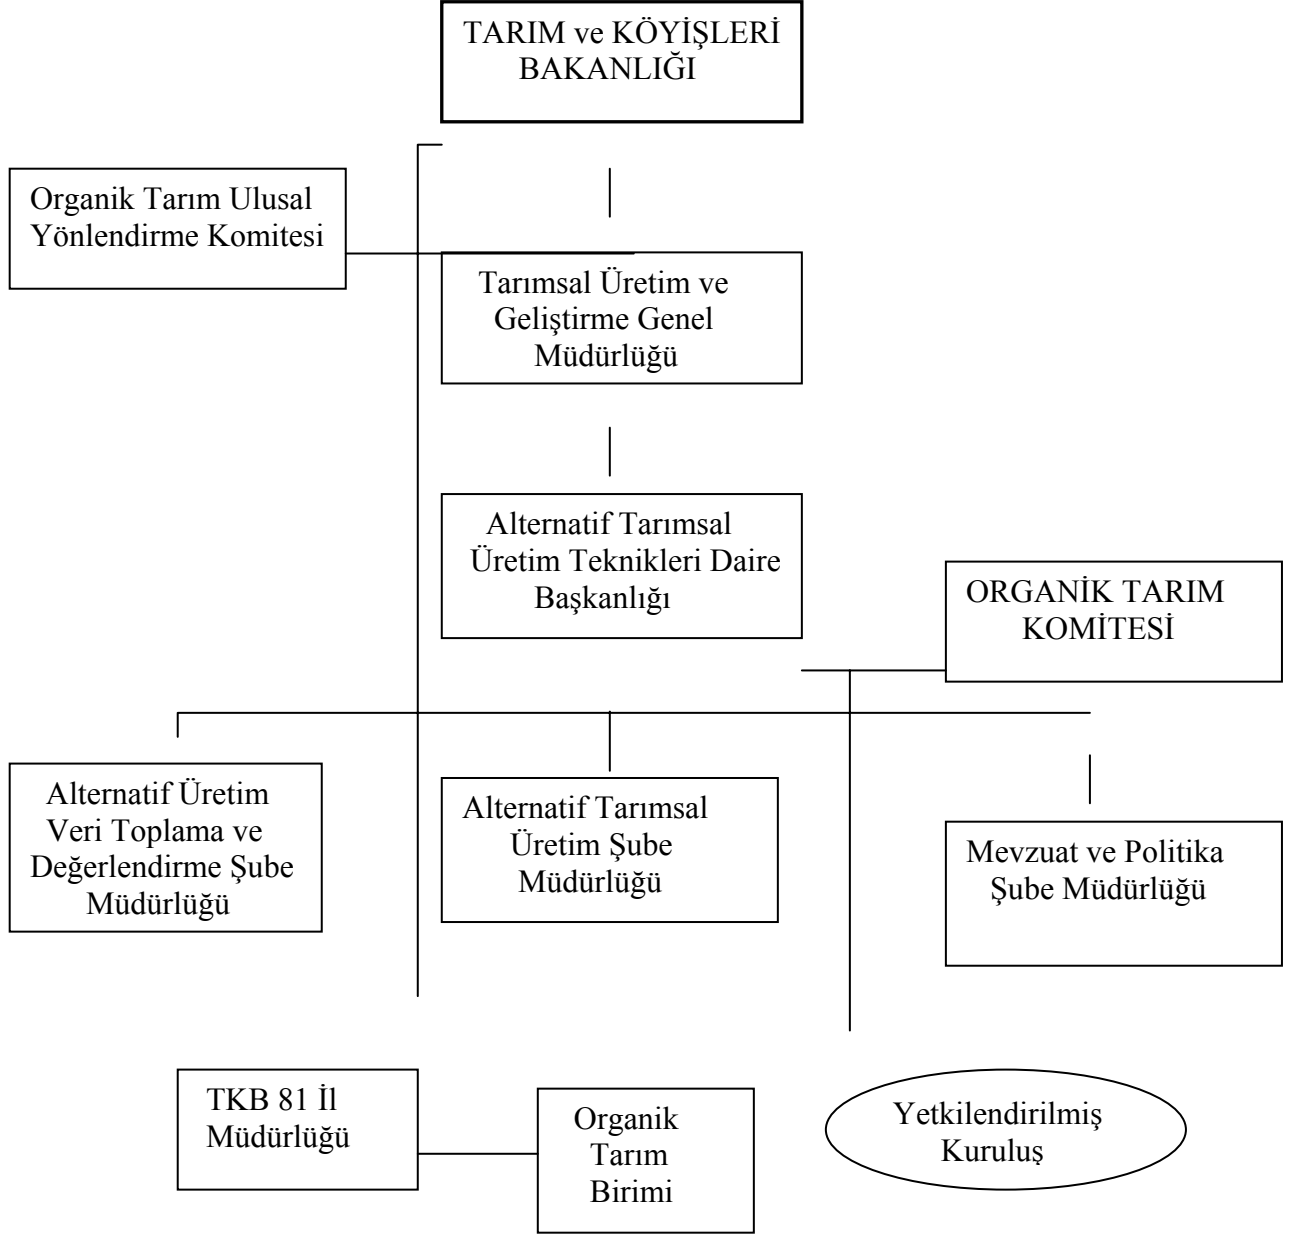 TARIM ve KÖYİŞLERİ
BAKANLIĞI
Organik Tarım Ulusal
Yönlendirme Komitesi
Tarımsal Üretim ve
Geliştirme Genel
Müdürlüğü
Alternatif Tarımsal
Üretim Teknikleri Daire
Başkanlığı
ORGANİK TARIM
KOMİTESİ
Alternatif Üretim
Veri Toplama ve
Değerlendirme Şube
Müdürlüğü
Alternatif Tarımsal
Üretim Şube
Müdürlüğü
Mevzuat ve Politika
Şube Müdürlüğü
TKB 81 İl
Müdürlüğü
Organik
Tarım
Birimi
Yetkilendirilmiş
Kuruluş